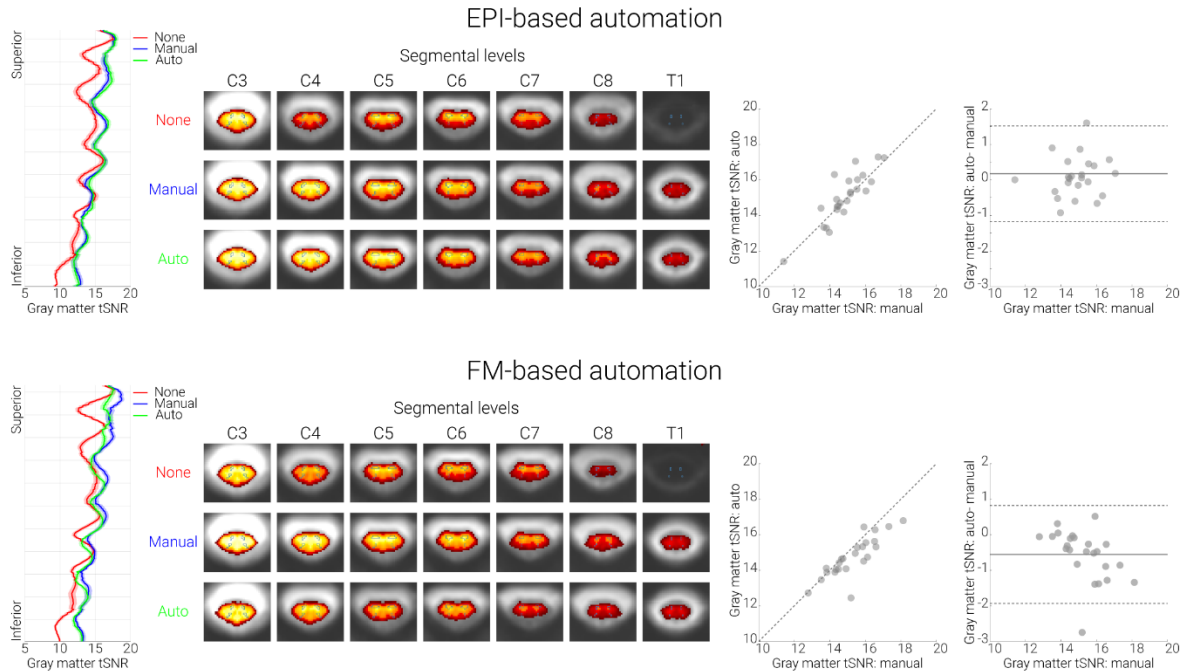 EPI-based automation
Superior
Inferior
None
Manual
Auto
5 10 15 20
Gray matter tSNR
Segmental levels
C3 C4 C5 C6 C7 C8 T1
None
Manual
Auto
Gray matter tSNR: auto
20
18
16
14
12
10
10 12 14 16 18 20
Gray matter tSNR: manual
Gray matter tSNR: auto- manual
2
1
0
-1
2
-3
10 12 14 16 18 20
Gray matter tSNR: manual
FM-based automation
Superior
Inferior
None
Manual
Auto
5 10 15 20
Gray matter tSNR
Segmental levels
C3 C4 C5 C6 C7 C8 T1
None
Manual
Auto
Gray matter tSNR: auto
20
18
16
14
12
10
10 12 14 16 18 20
Gray matter tSNR: manual
Gray matter tSNR: auto- manual
2
1
0
-1
-2
-3
10 12 14 16 18 20
Gray matter tSNR: manual